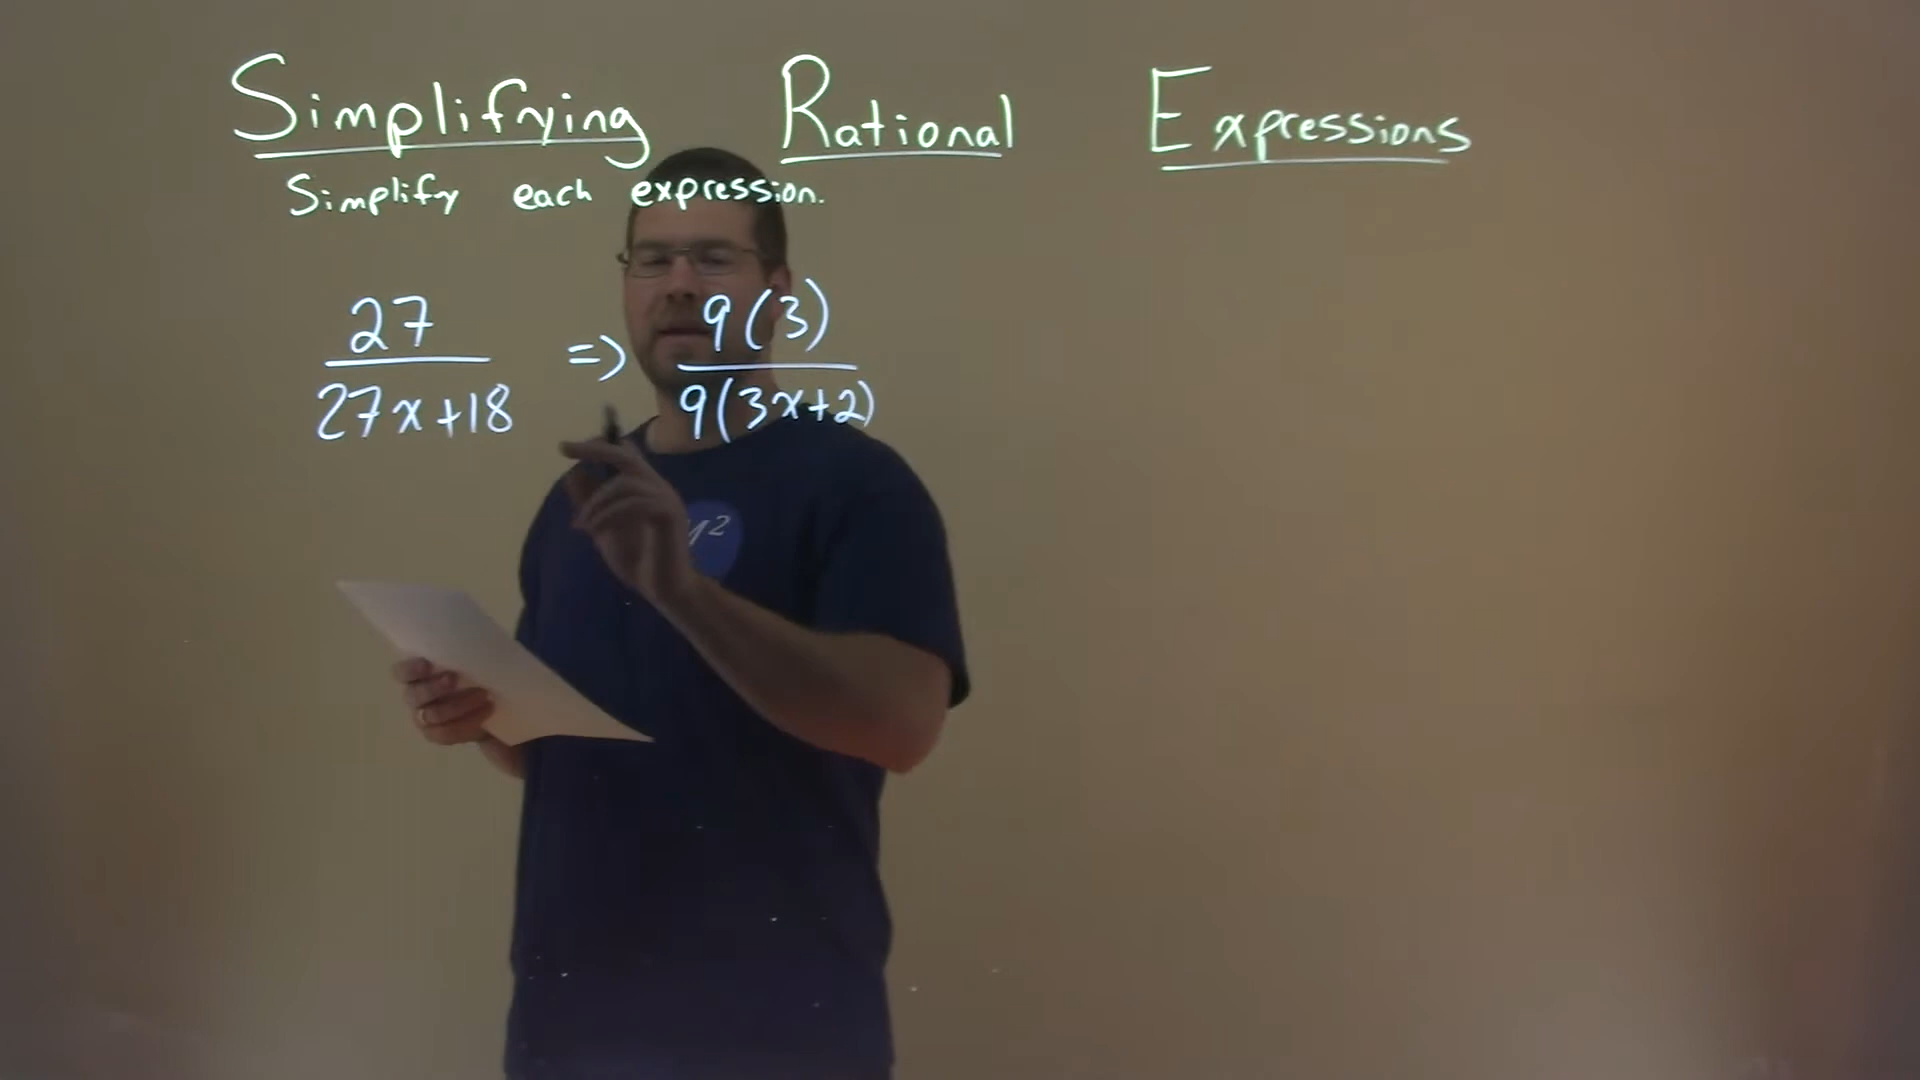 Simplifying Rational Expressions
Simplify each expression.
27 => 9(3)
27x+18 9(3x+2)